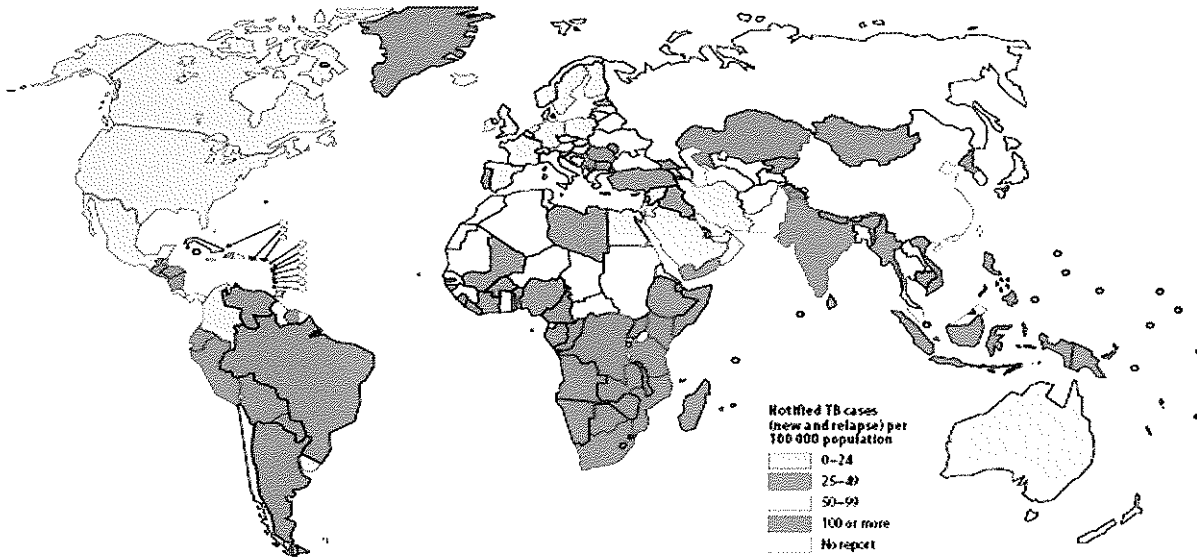 Notified TB cases
(new and relapse) per
100 000 population
0–24
25–49
50–99
100 or more
No report